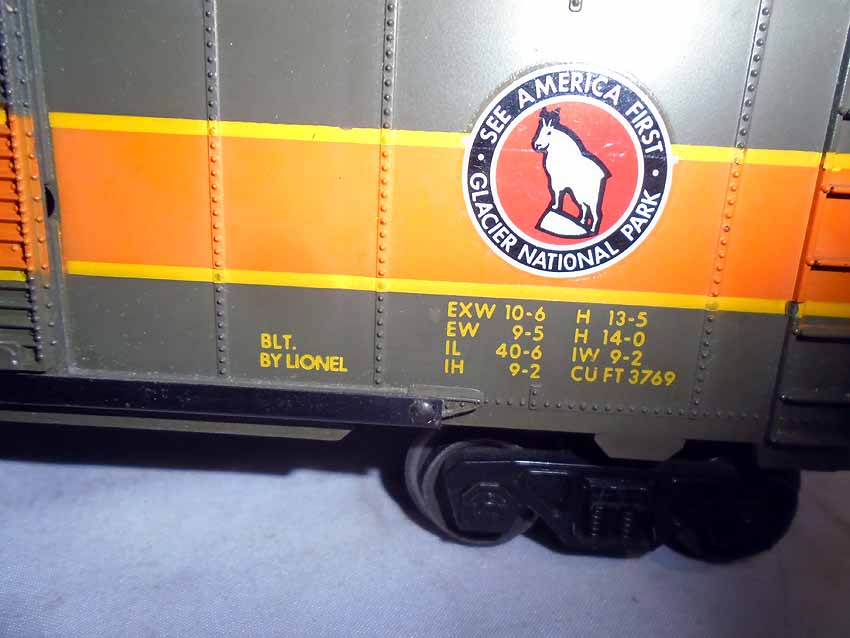 · SEE AMERICA FIRST ·
GLACIER NATIONAL PARK
EXW 10-6 H 13-5
EW 9-5 H 14-0
IL 40-6 IW 9-2
IH 9-2 CU FT 3769
BLT.
BY LIONEL